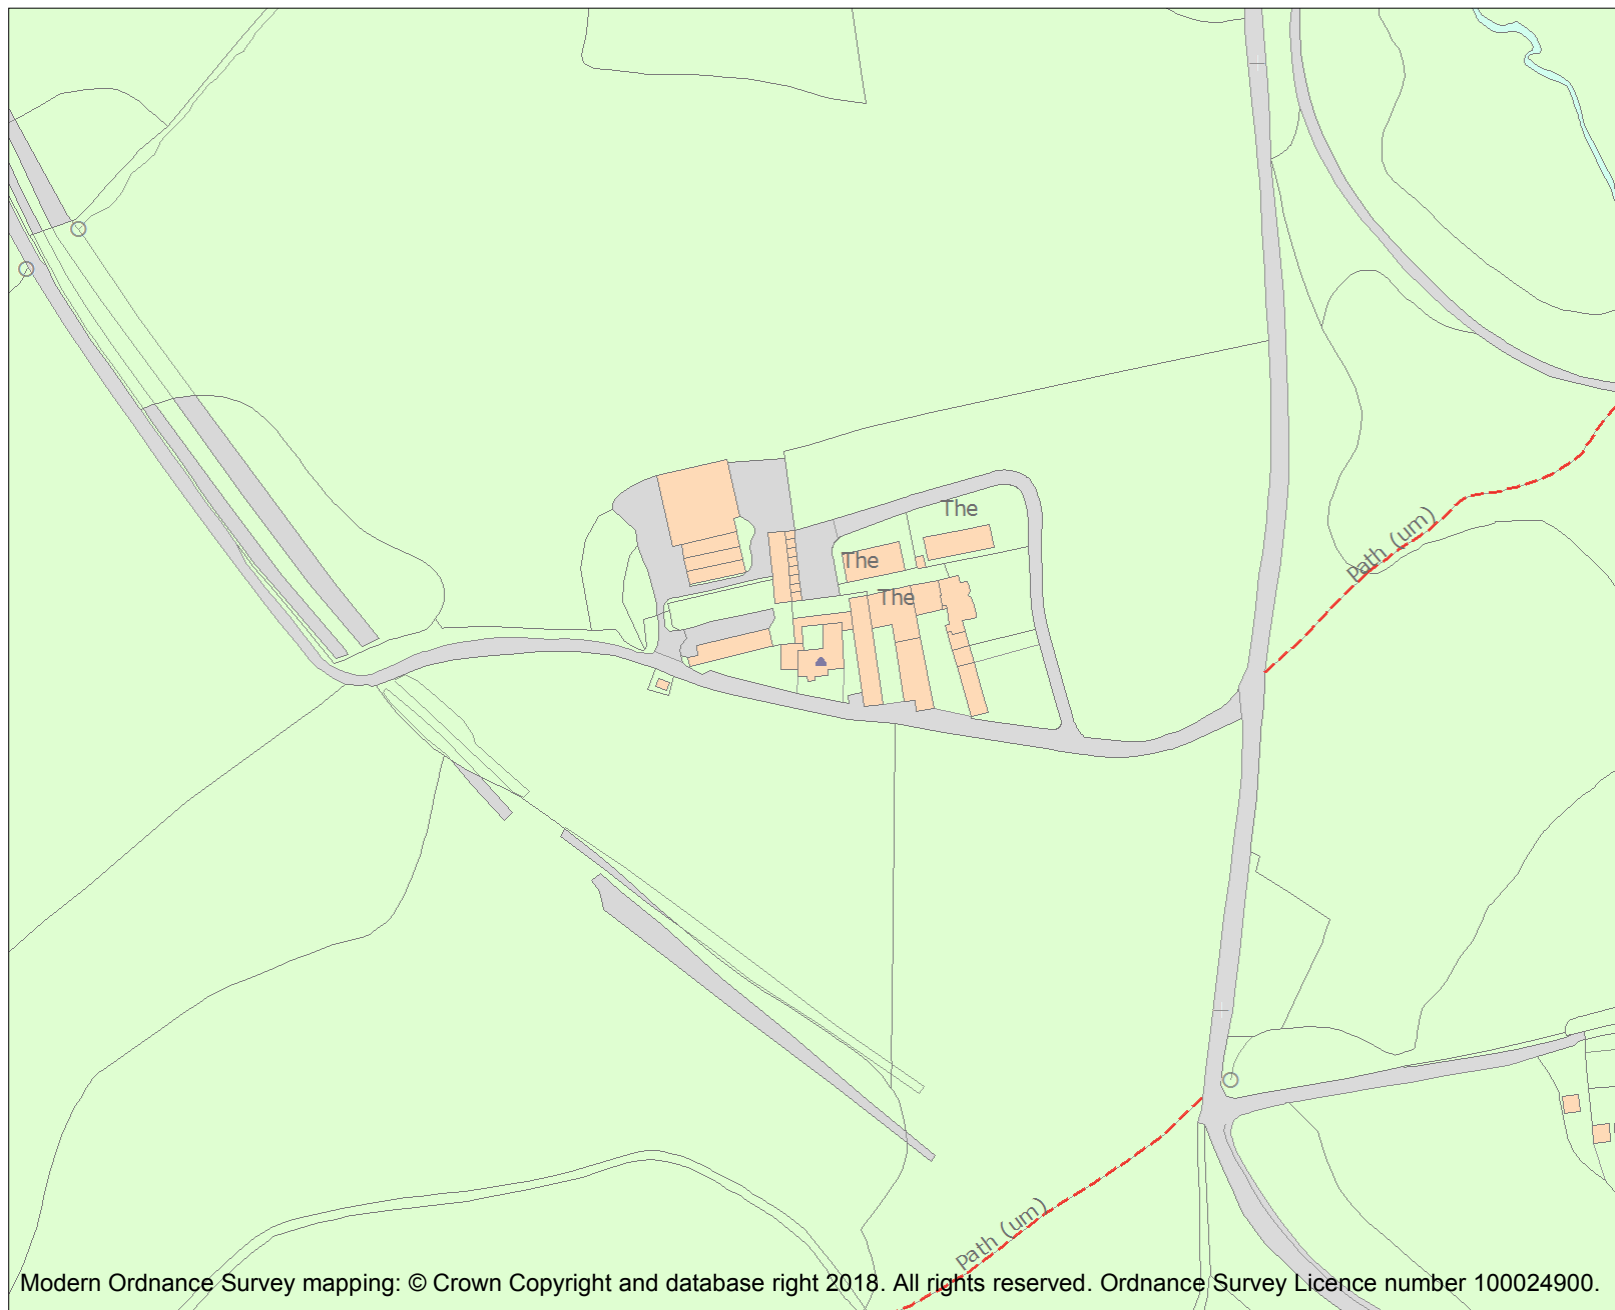 The
The
The
Path (um)
Path (um)
Modern Ordnance Survey mapping: © Crown Copyright and database right 2018. All rights reserved. Ordnance Survey Licence number 100024900.